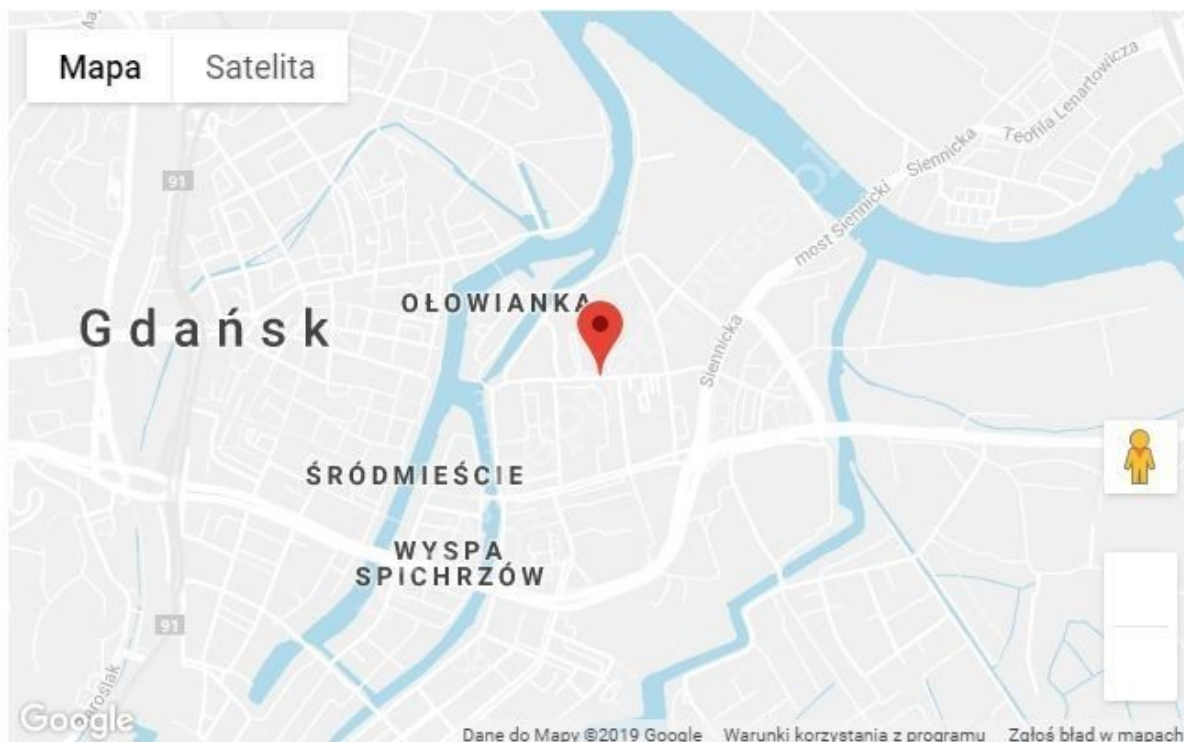 Mapa
Satelita
91
Teofila Lenartowicza
Siennicka
most Siennicki
OŁOWIANKA
Gdańsk
Siennicka
ŚRÓDMIEŚCIE
WYSPA
SPICHRZÓW
91
Google
Dane do Mapy ©2019 Google
Warunki korzystania z programu
Zgłoś błąd w mapach